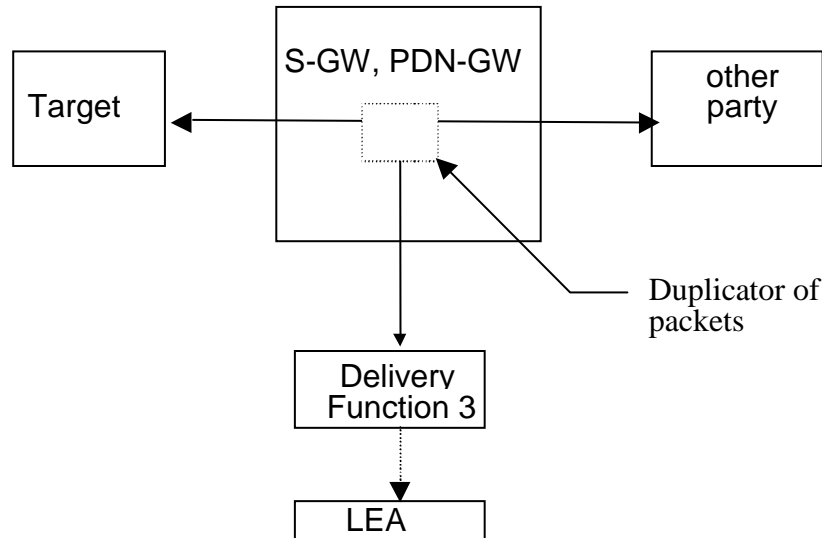 S-GW, PDN-GW
Target
other
party
Duplicator of
packets
Delivery
Function 3
LEA